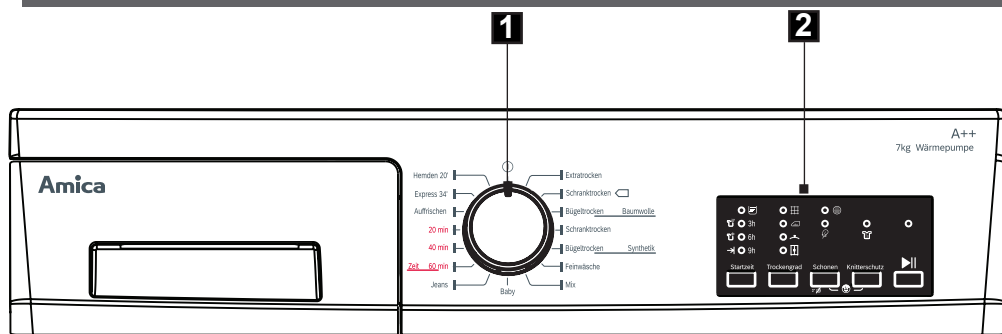 1
2
A++
7kg Wärmepumpe
Amica
Hemden 20'
Express 34'
Auffrischen
20 min
40 min
Zeit 60 min
Jeans
Baby
Extratrocken
Schranktrocken
Bügeltrocken Baumwolle
Schranktrocken
Bügeltrocken Synthetik
Feinwäsche
Mix
3h
6h
9h
Startzeit Trockengrad Schonen Knitterschutz